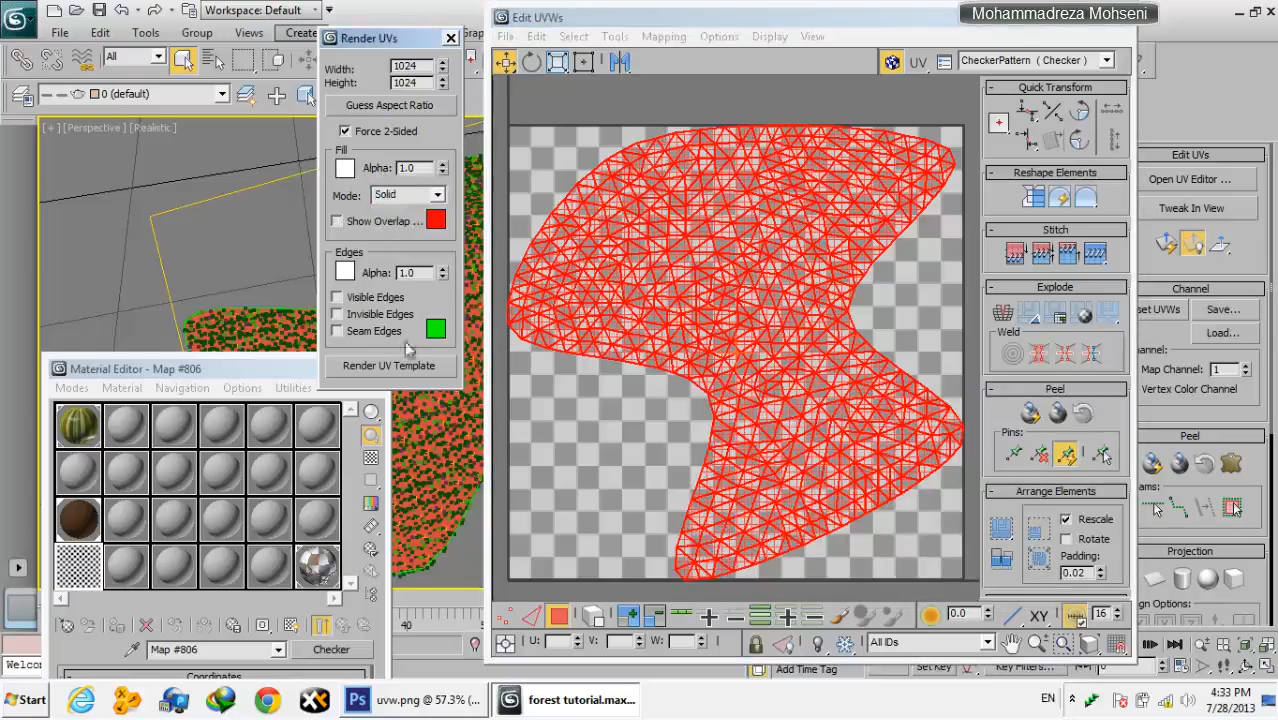 Workspace: Default
Mohammadreza Mohseni
File Edit Tools Group Views Create
All
0 (default)
[ + ] [Perspective ] [Realistic ]
Render UVs
Width: 1024
Height: 1024
Guess Aspect Ratio
Force 2-Sided
Fill
Alpha: 1.0
Mode: Solid
Show Overlap ...
Edges
Alpha: 1.0
Visible Edges
Invisible Edges
Seam Edges
Render UV Template
Material Editor - Map #806
Modes Material Navigation Options Utilities
Map #806 Checker
Coordinates
Edit UVWs
File Edit Select Tools Mapping Options Display View
UV CheckerPattern ( Checker )
Quick Transform
Reshape Elements
Stitch
Explode
Weld
Peel
Pins:
Arrange Elements
Rescale
Rotate
Padding:
0.02
0.0 XY 16
U: V: W: All IDs
Edit UVs
Open UV Editor ...
Tweak In View
Channel
set UVWs Save...
Load...
Map Channel: 1
Vertex Color Channel
Peel
Projection
40
Welco
Add Time Tag Set Key Key Filters...
Start uvw.png @ 57.3% (... forest tutorial.max... EN 4:33 PM
7/28/2013